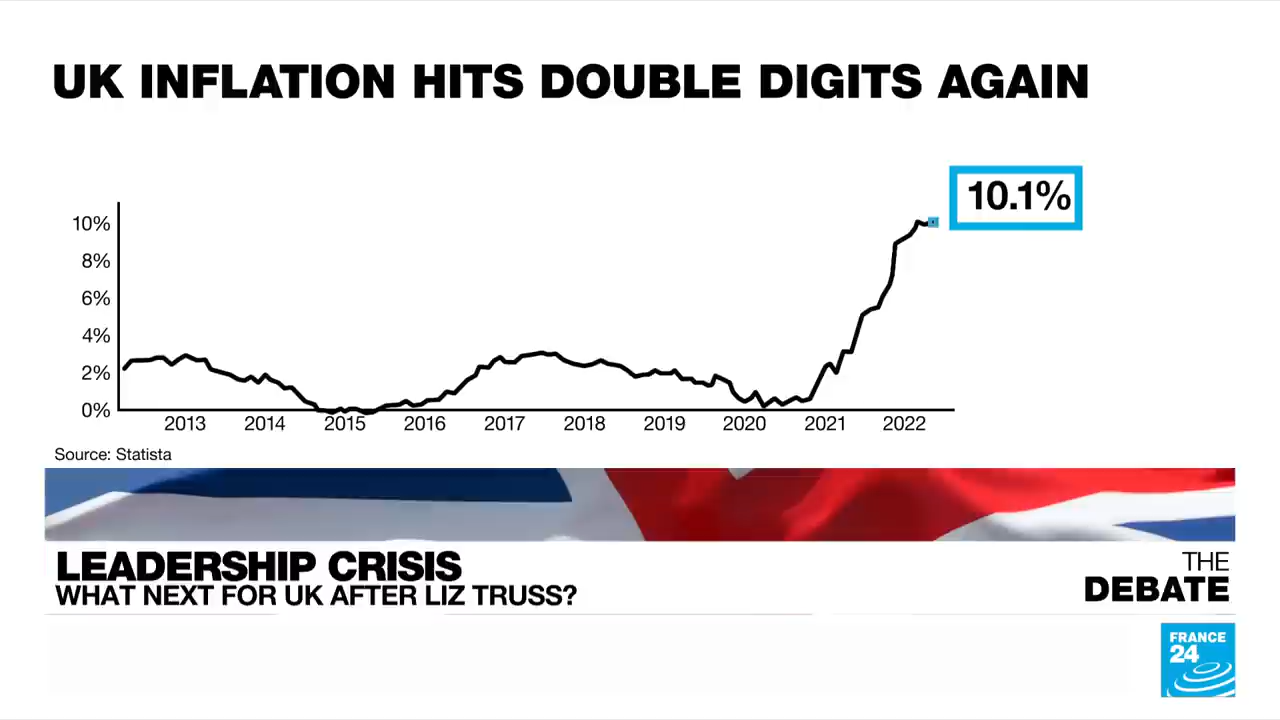 UK INFLATION HITS DOUBLE DIGITS AGAIN
10.1%
10%
8%
6%
4%
2%
0%
2013 2014 2015 2016 2017 2018 2019 2020 2021 2022
Source: Statista
LEADERSHIP CRISIS
WHAT NEXT FOR UK AFTER LIZ TRUSS?
THE
DEBATE
FRANCE
24